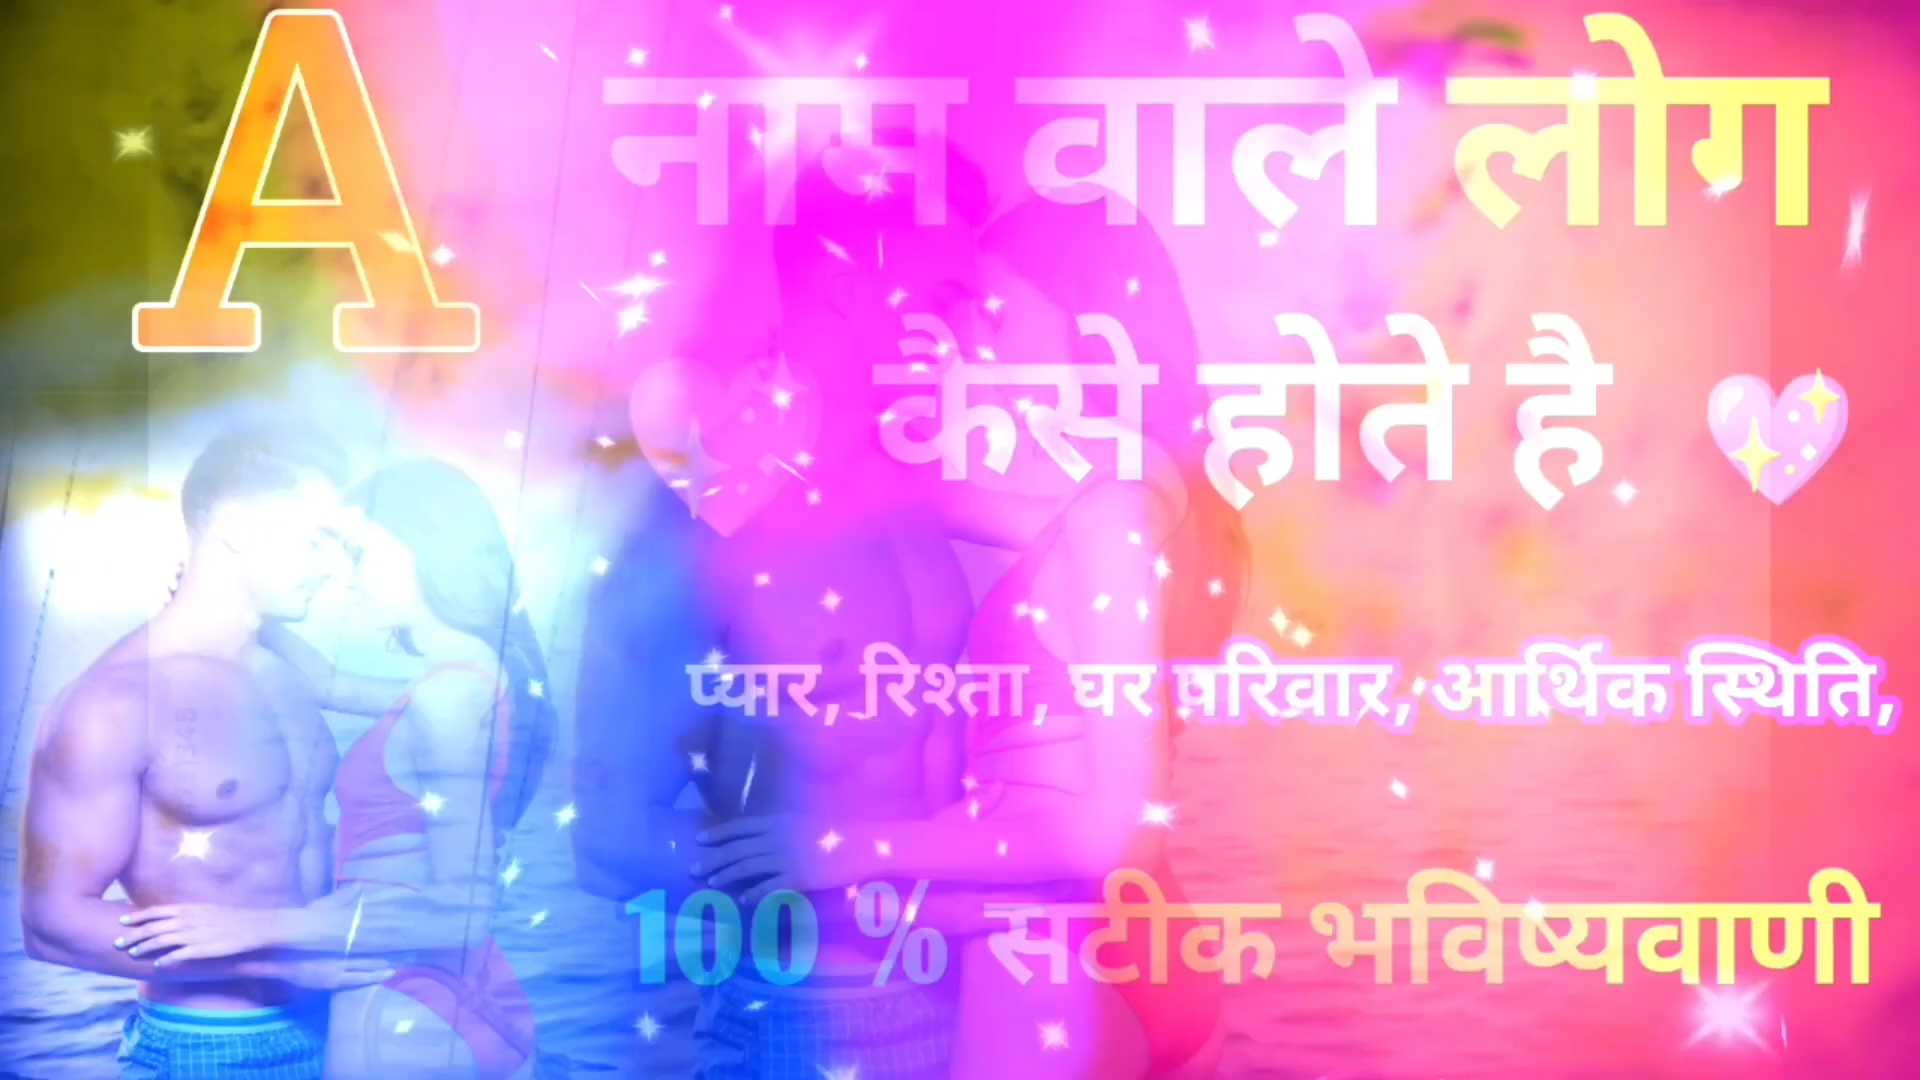 A नाम वाले लोग
💖 कैसे होते है 💖
प्यार, रिश्ता, घर परिवार, आर्थिक स्थिति,
100 % सटीक भविष्यवाणी